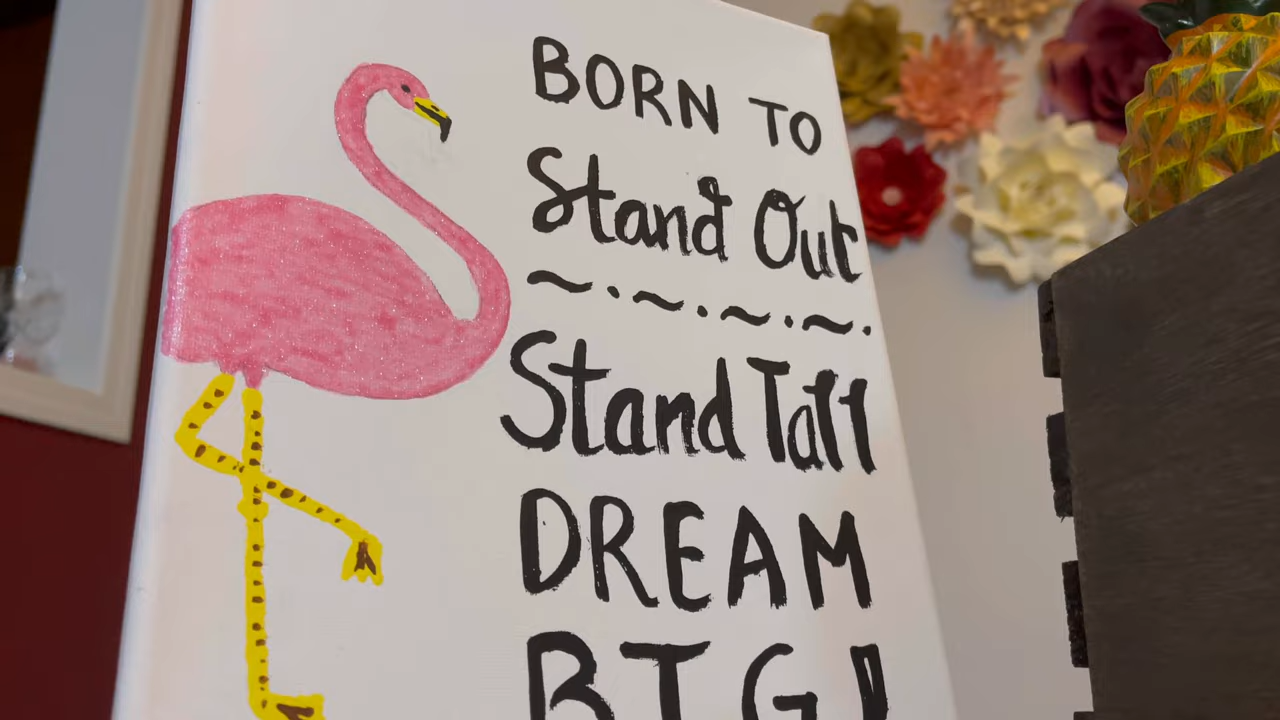 BORN TO
Stand Out
~·~·~·~·
Stand Tall
DREAM
BIG!